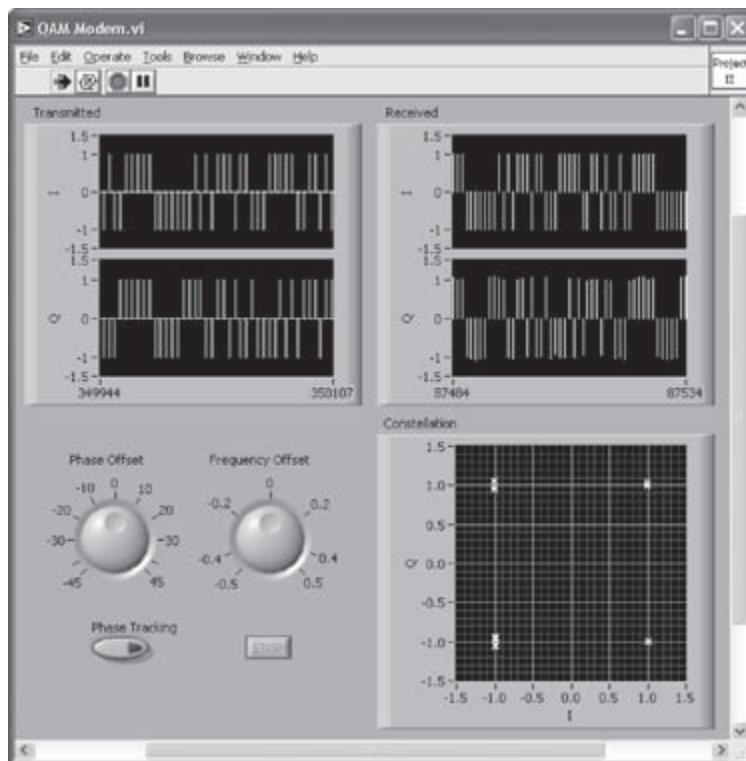 QAM Modem.vi
File Edit Operate Tools Browse Window Help
Project
II
Transmitted
1.5
1
0
-1
-1.5
I
1.5
1
0
-1
-1.5
Q
349944 350107
Received
1.5
1
0
-1
-1.5
I
1.5
1
0
-1
-1.5
Q
87484 87534
Phase Offset
-45 -30 -20 -10 0 10 20 30 45
Frequency Offset
-0.5 -0.4 -0.2 0 0.2 0.4 0.5
Phase Tracking
STOP
Constellation
1.5
1.0
0.5
0.0
-0.5
-1.0
-1.5
Q
-1.5 -1.0 -0.5 0.0 0.5 1.0 1.5
I